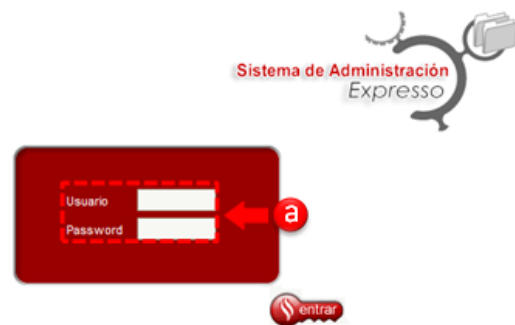 Sistema de Administración
Expresso
Usuario
Password
a
entrar